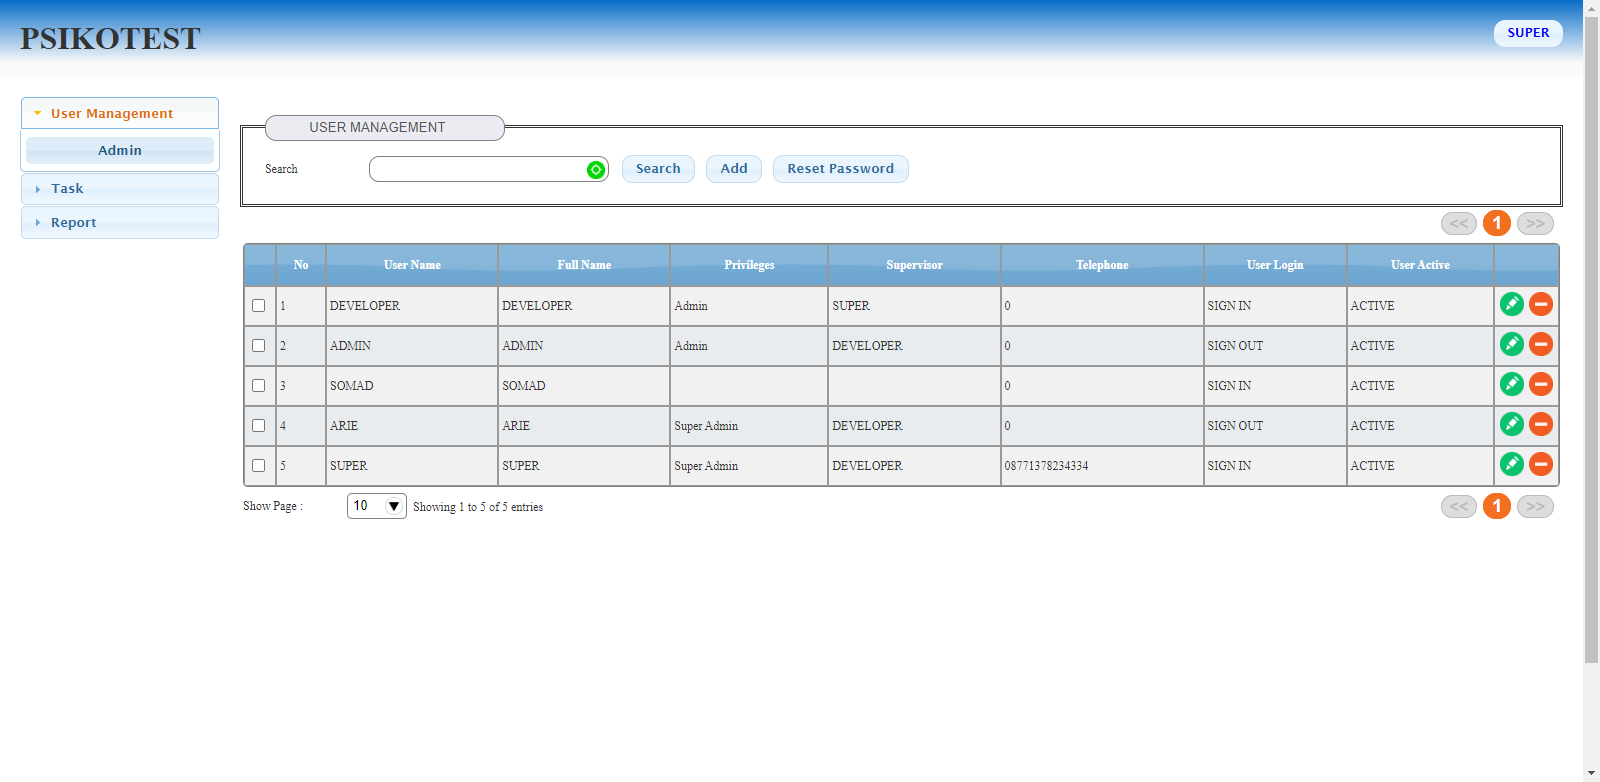 PSIKOTEST
SUPER
User Management
Admin
Task
Report
USER MANAGEMENT
Search Search Add Reset Password
<< 1 >>
No User Name Full Name Privileges Supervisor Telephone User Login User Active
1 DEVELOPER DEVELOPER Admin SUPER 0 SIGN IN ACTIVE
2 ADMIN ADMIN Admin DEVELOPER 0 SIGN OUT ACTIVE
3 SOMAD SOMAD 0 SIGN IN ACTIVE
4 ARIE ARIE Super Admin DEVELOPER 0 SIGN OUT ACTIVE
5 SUPER SUPER Super Admin DEVELOPER 08771378234334 SIGN IN ACTIVE
Show Page : 10 Showing 1 to 5 of 5 entries << 1 >>